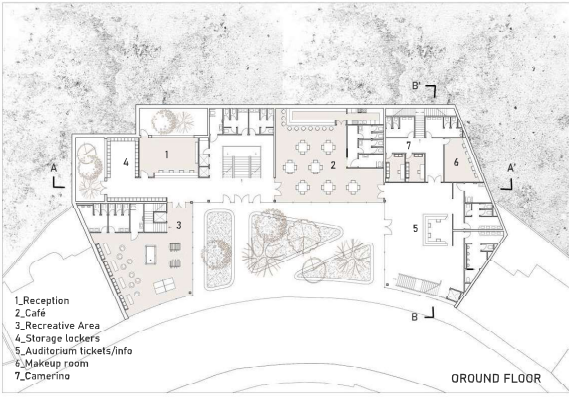 B'
4
1
2
7
6
A
A'
3
5
1_Reception
2_Café
3_Recreative Area
4_Storage lockers
5_Auditorium tickets/info
6_Makeup room
7_Camerino
B
GROUND FLOOR